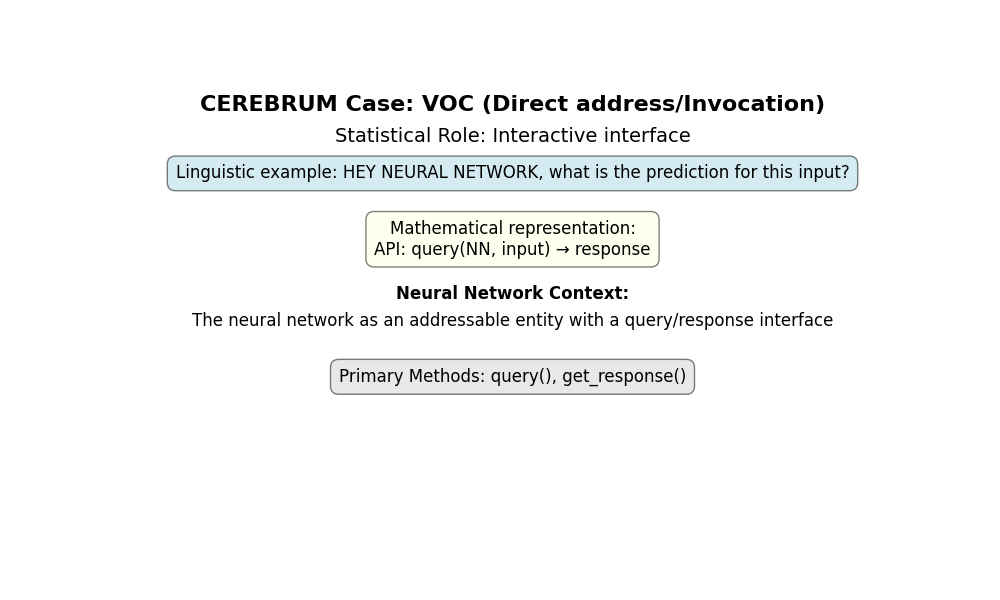 CEREBRUM Case: VOC (Direct address/Invocation)
Statistical Role: Interactive interface
Linguistic example: HEY NEURAL NETWORK, what is the prediction for this input?
Mathematical representation:
API: query(NN, input) → response
Neural Network Context:
The neural network as an addressable entity with a query/response interface
Primary Methods: query(), get_response()